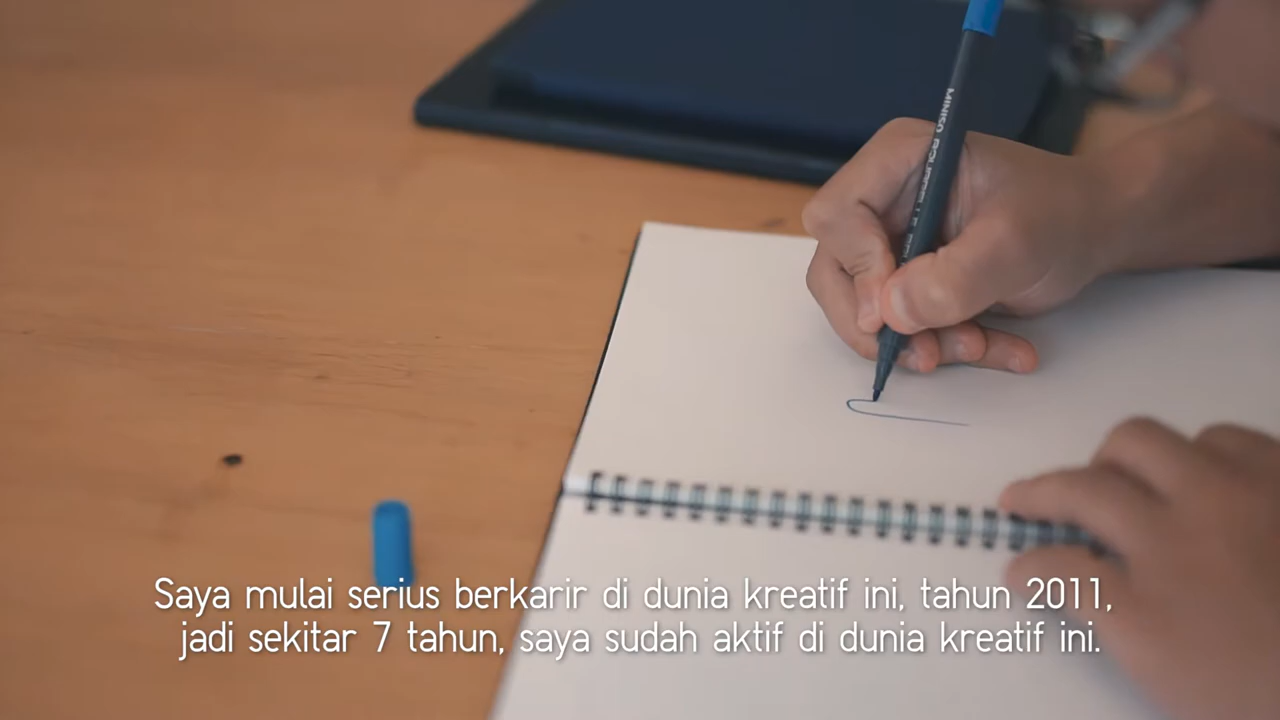 MINISO
Saya mulai serius berkarir di dunia kreatif ini, tahun 2011,
jadi sekitar 7 tahun, saya sudah aktif di dunia kreatif ini.